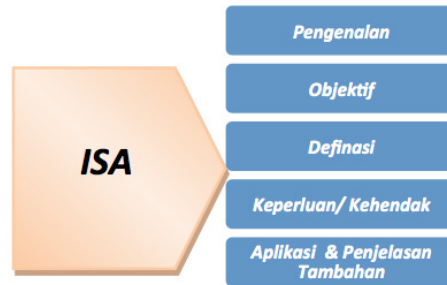 ISA
Pengenalan
Objektif
Definasi
Keperluan/ Kehendak
Aplikasi & Penjelasan
Tambahan